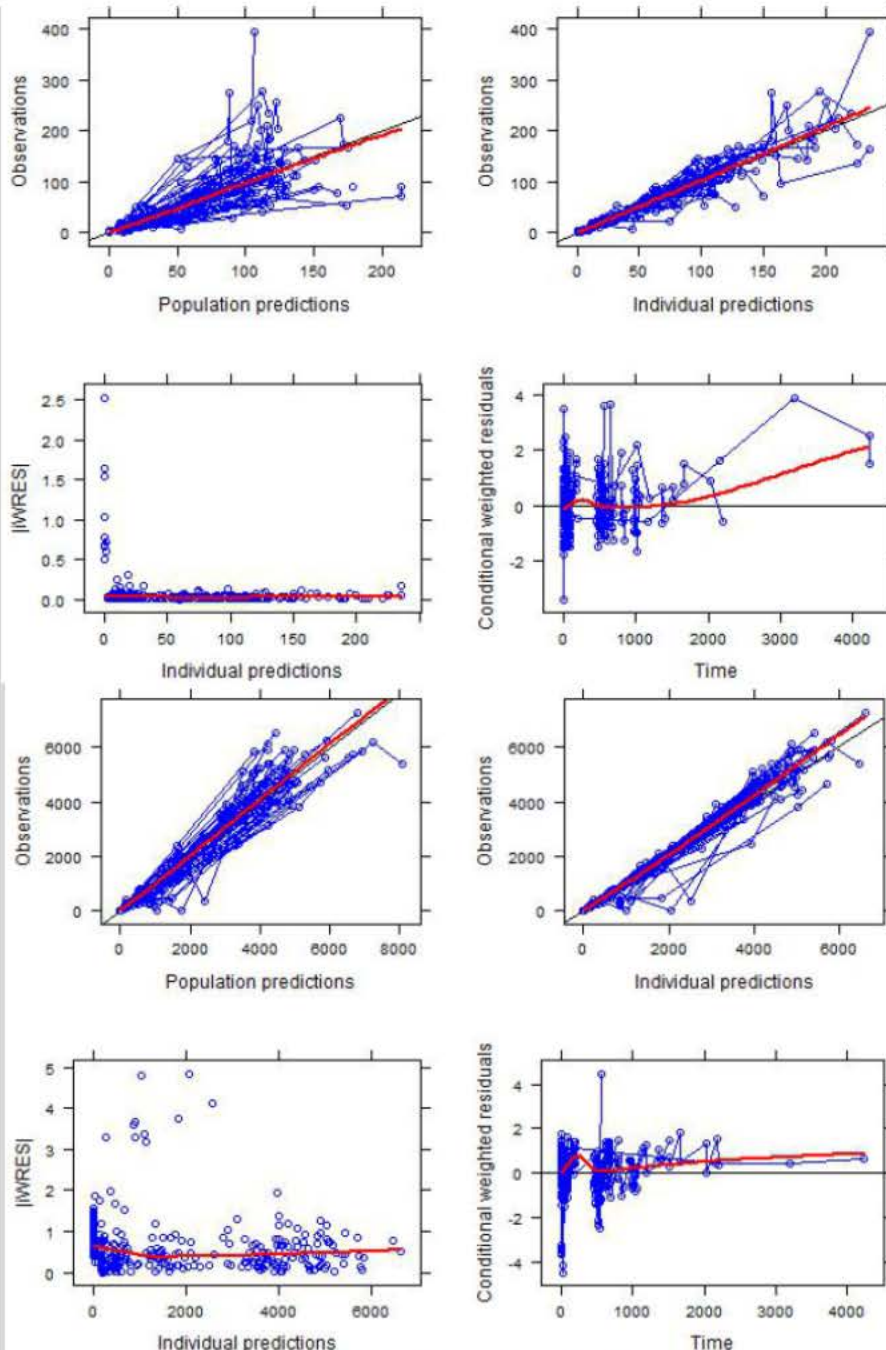 400
300
200
100
0
Observations
0 50 100 150 200
Population predictions
400
300
200
100
0
Observations
0 50 100 150 200
Individual predictions
2.5
2.0
1.5
1.0
0.5
0.0
|iWRES|
0 50 100 150 200
Individual predictions
4
2
0
-2
Conditional weighted residuals
0 1000 2000 3000 4000
Time
6000
4000
2000
0
Observations
0 2000 4000 6000 8000
Population predictions
6000
4000
2000
0
Observations
0 2000 4000 6000
Individual predictions
5
4
3
2
1
0
|iWRES|
0 2000 4000 6000
Individual predictions
4
2
0
-2
-4
Conditional weighted residuals
0 1000 2000 3000 4000
Time